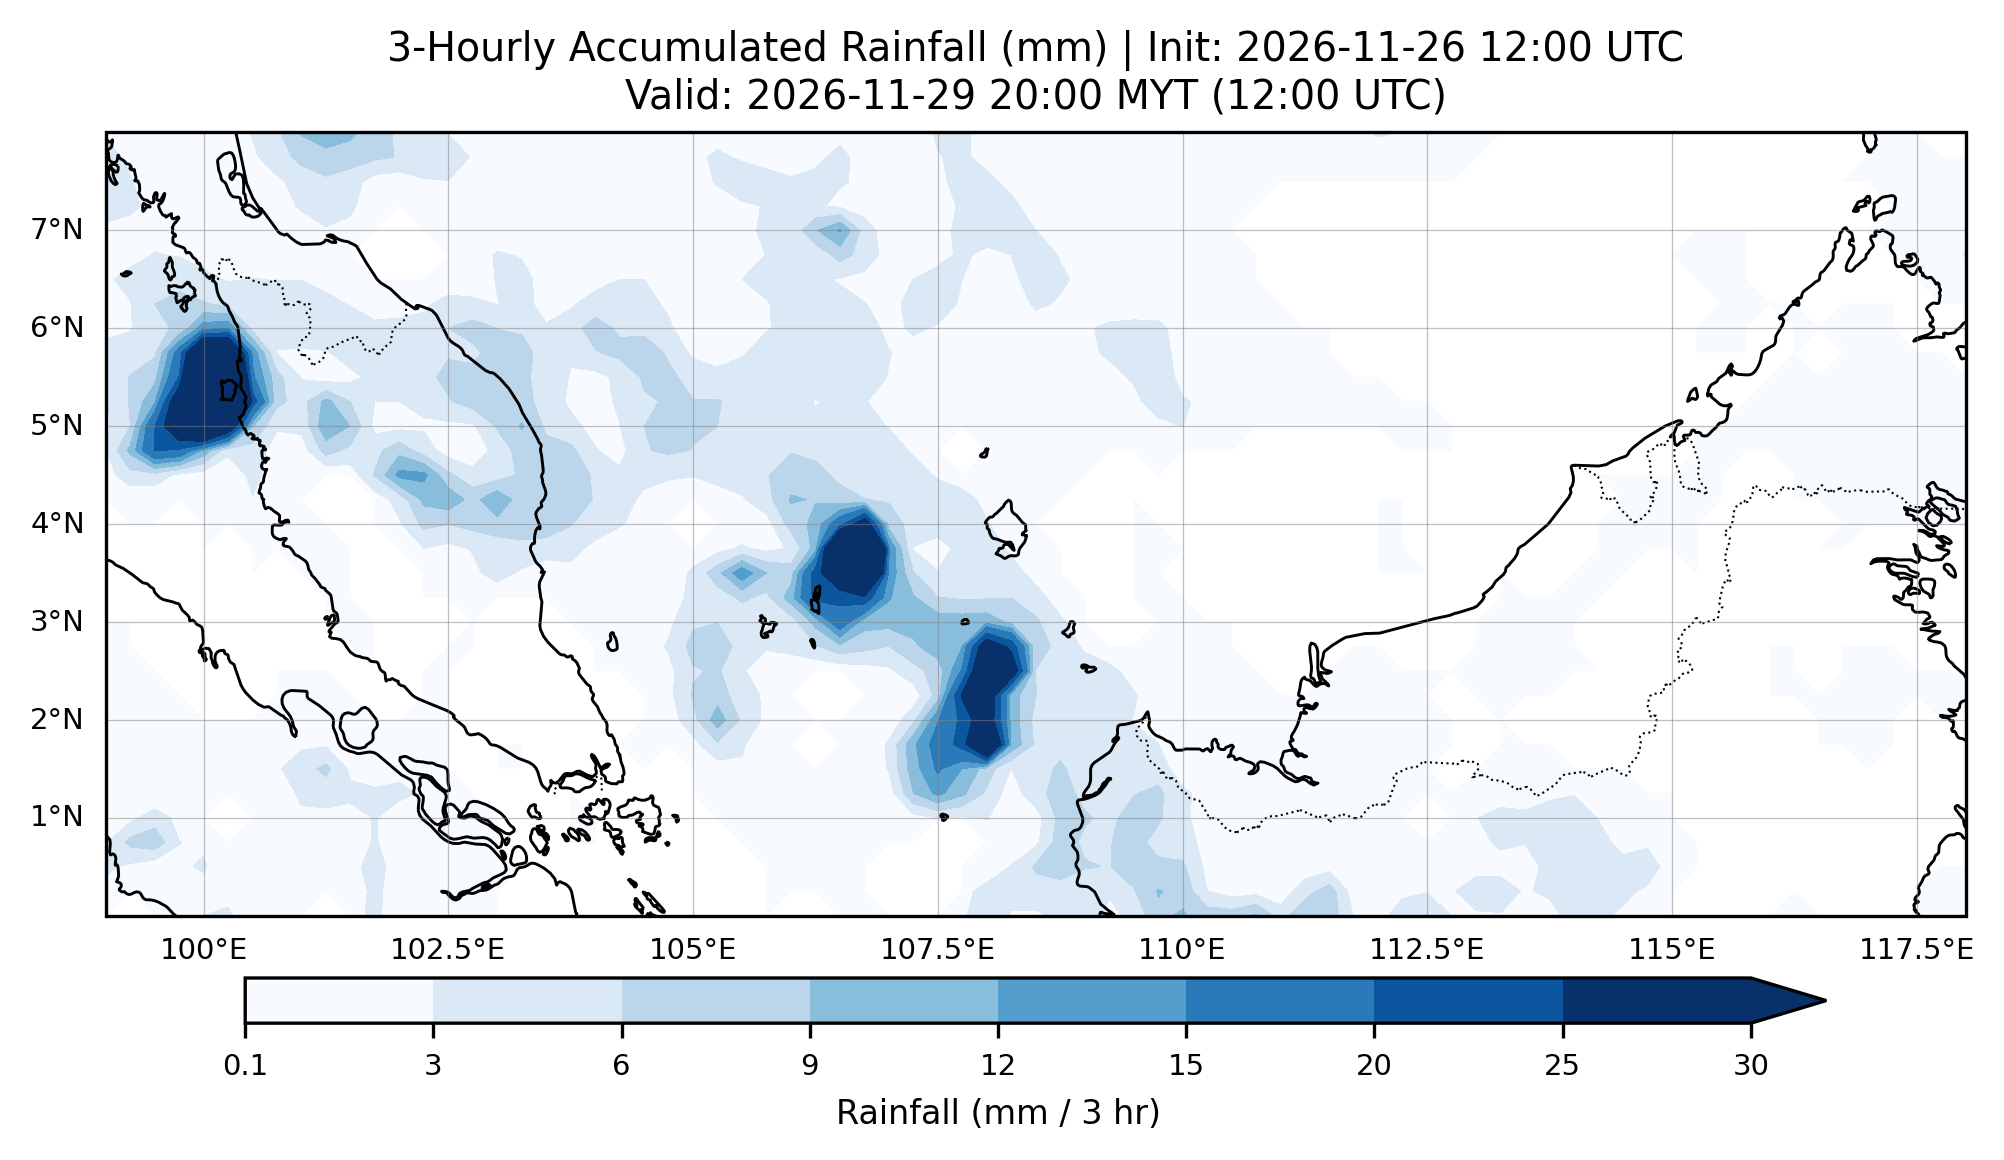 3-Hourly Accumulated Rainfall (mm) | Init: 2026-11-26 12:00 UTC
Valid: 2026-11-29 20:00 MYT (12:00 UTC)
7°N
6°N
5°N
4°N
3°N
2°N
1°N
100°E 102.5°E 105°E 107.5°E 110°E 112.5°E 115°E 117.5°E
0.1 3 6 9 12 15 20 25 30
Rainfall (mm / 3 hr)